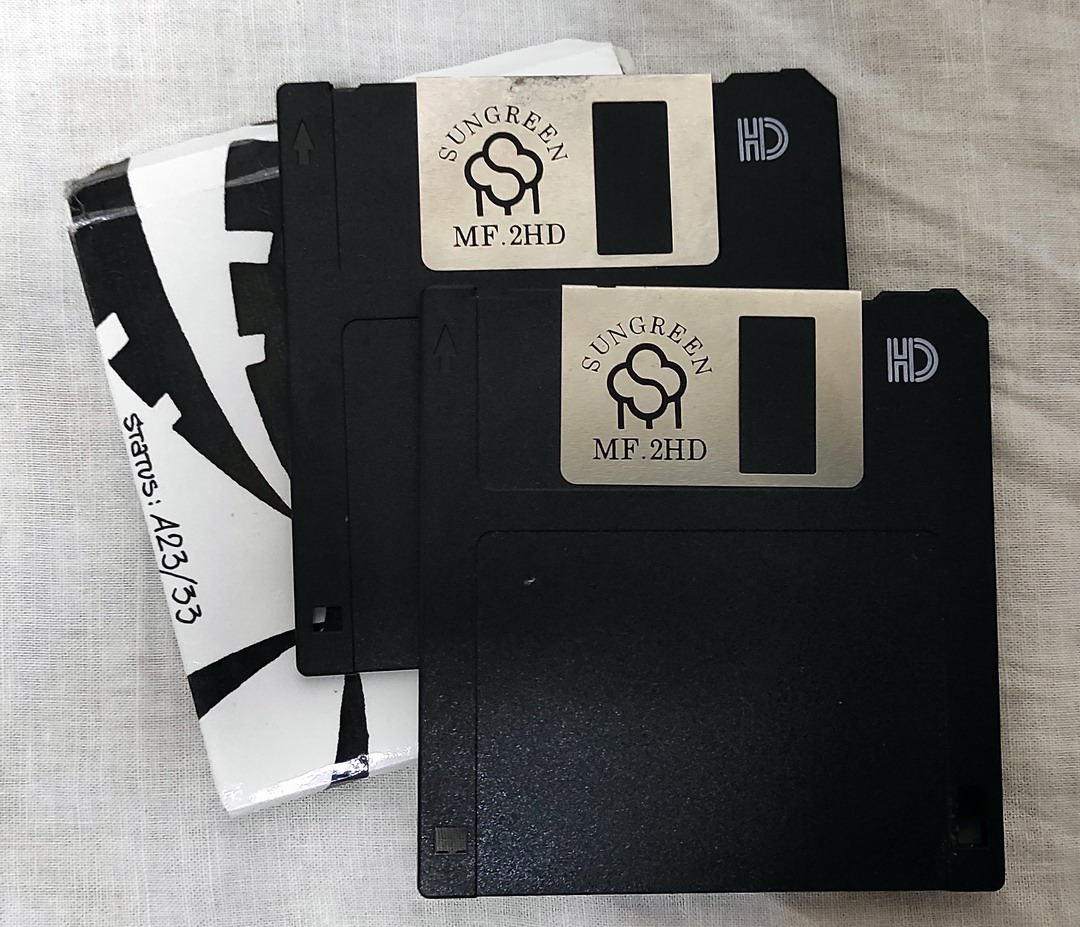 SUNGREEN
MF.2HD
HD
SUNGREEN
MF.2HD
HD
Status: A23/33